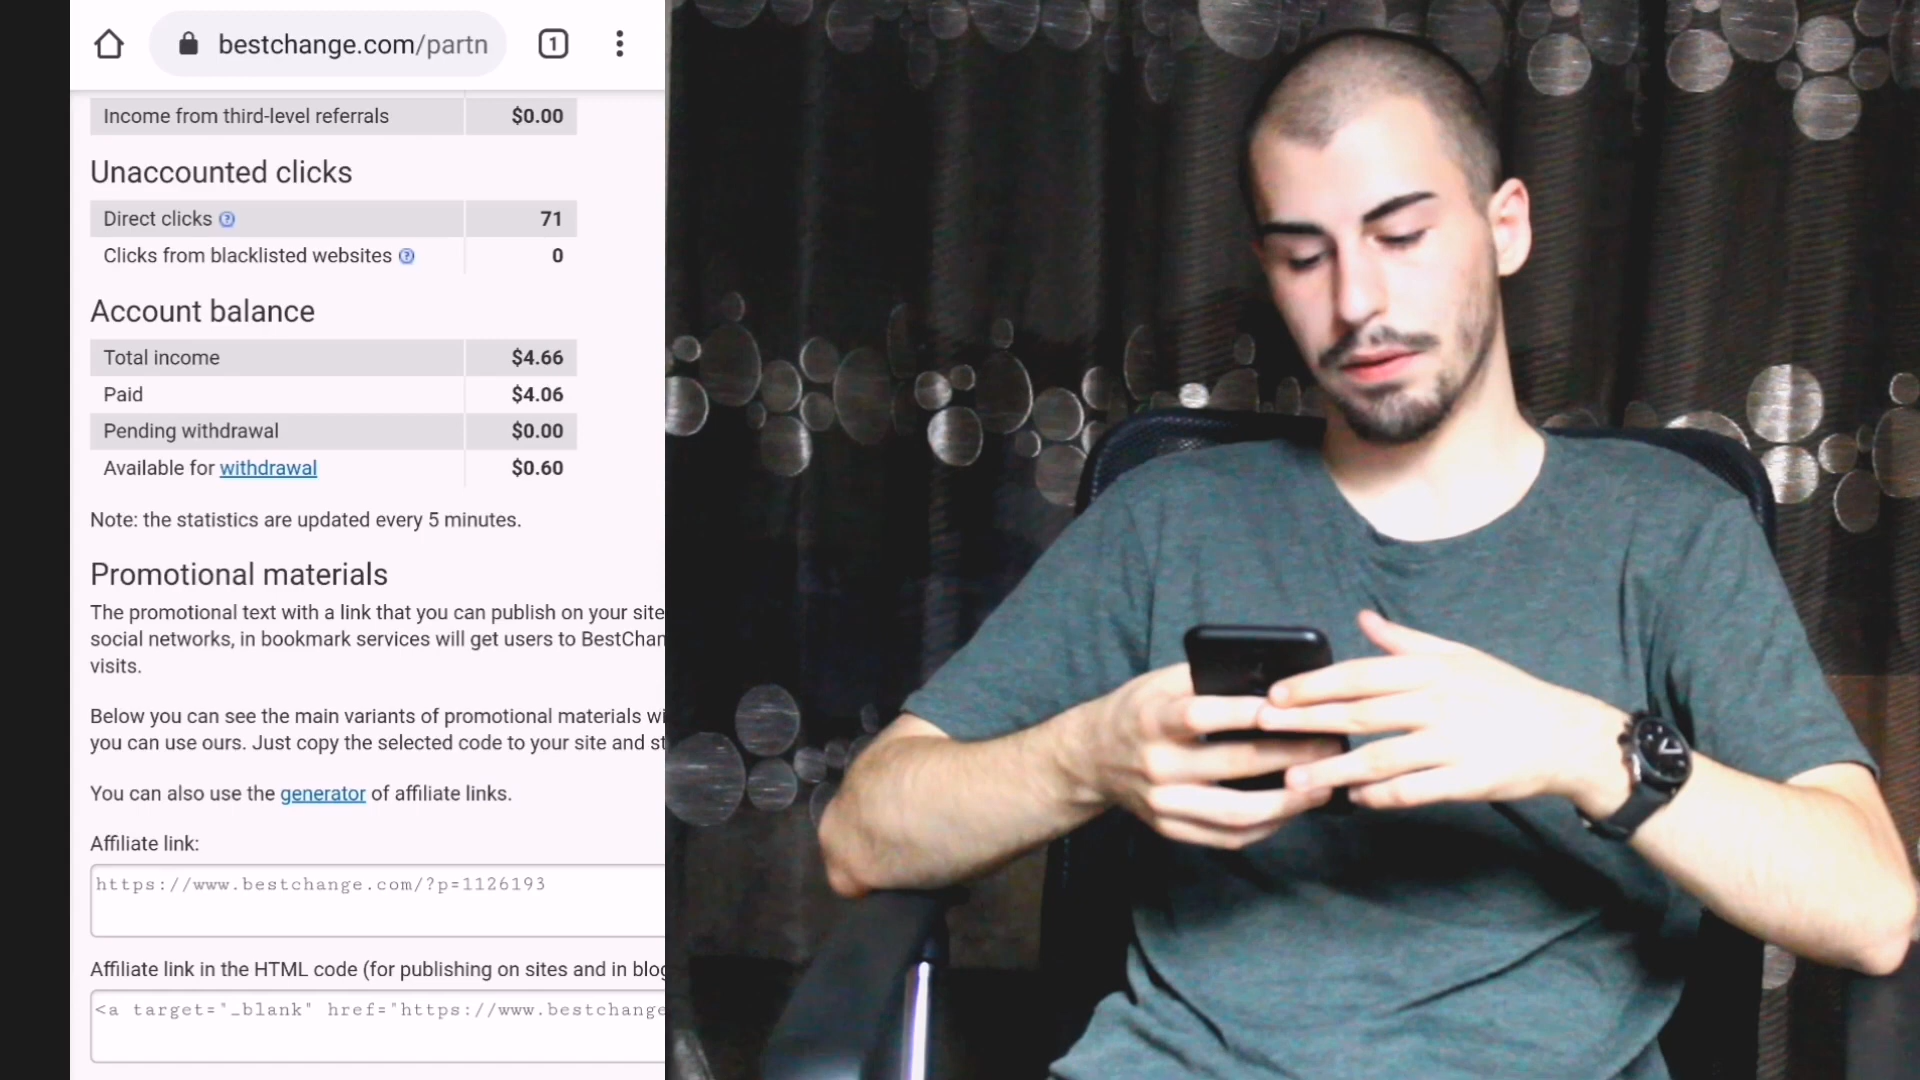 bestchange.com/partn 1
Income from third-level referrals $0.00
Unaccounted clicks
Direct clicks ? 71
Clicks from blacklisted websites ? 0
Account balance
Total income $4.66
Paid $4.06
Pending withdrawal $0.00
Available for withdrawal $0.60
Note: the statistics are updated every 5 minutes.
Promotional materials
The promotional text with a link that you can publish on your site
social networks, in bookmark services will get users to BestChan
visits.
Below you can see the main variants of promotional materials wi
you can use ours. Just copy the selected code to your site and st
You can also use the generator of affiliate links.
Affiliate link:
https://www.bestchange.com/?p=1126193
Affiliate link in the HTML code (for publishing on sites and in blog
<a target="_blank" href="https://www.bestchange